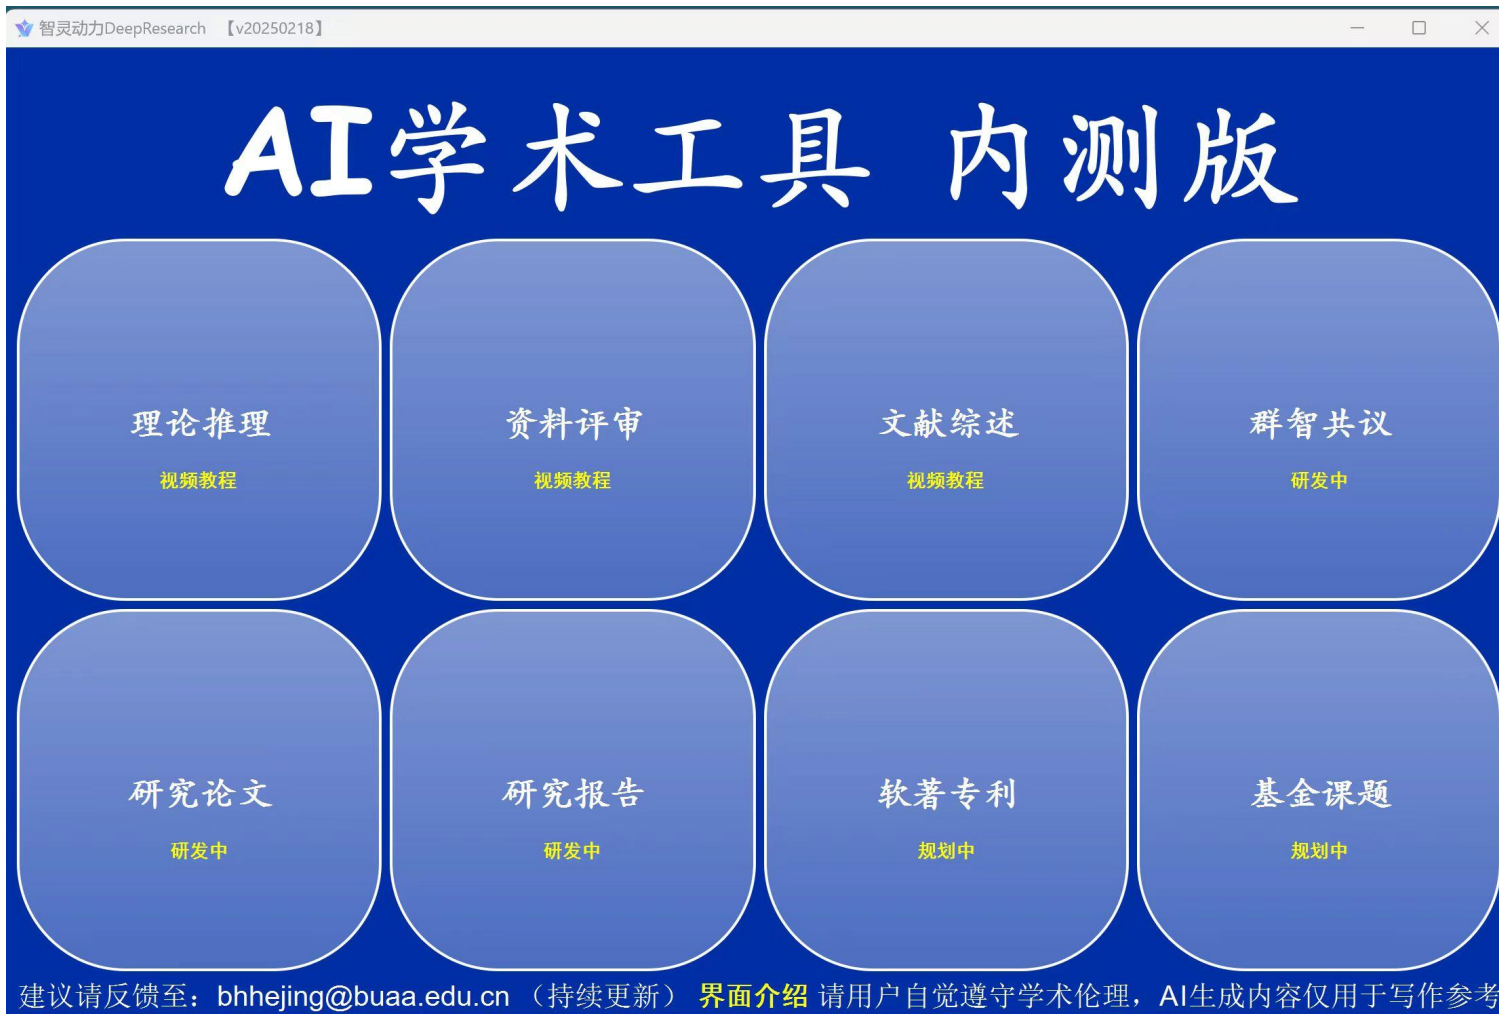 智灵动力DeepResearch 【v20250218】
AI学术工具 内测版
理论推理
视频教程
资料评审
视频教程
文献综述
视频教程
群智共议
研发中
研究论文
研发中
研究报告
研发中
软著专利
规划中
基金课题
规划中
建议请反馈至：bhhejing@buaa.edu.cn （持续更新） 界面介绍 请用户自觉遵守学术伦理，AI生成内容仅用于写作参考